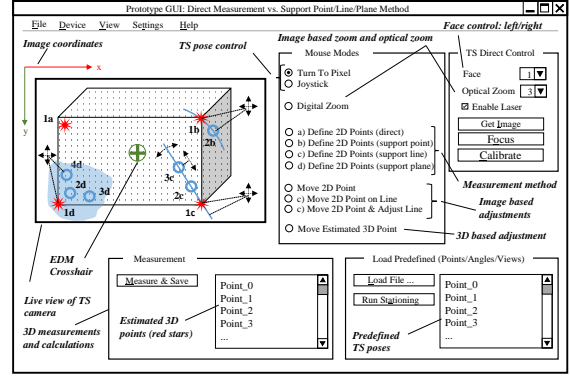 Prototype GUI: Direct Measurement vs. Support Point/Line/Plane Method
File Device View Settings Help
Face control: left/right
Image coordinates
TS pose control
Image based zoom and optical zoom
x
y
Mouse Modes
Turn To Pixel
Joystick
Digital Zoom
a) Define 2D Points (direct)
b) Define 2D Points (support point)
c) Define 2D Points (support line)
d) Define 2D Points (support plane)
Move 2D Point
c) Move 2D Point on Line
c) Move 2D Point & Adjust Line
Move Estimated 3D Point
TS Direct Control
Face 1
Optical Zoom 3
Enable Laser
Get Image
Focus
Calibrate
Measurement method
Image based
adjustments
3D based adjustment
1a
1b
2b
4d
2d
3d
1d
3c
2c
1c
EDM
Crosshair
Live view of TS
camera
3D measurements
and calculations
Measurement
Measure & Save
Estimated 3D
points (red stars)
Point_0
Point_1
Point_2
Point_3
...
Load Predefined (Points/Angles/Views)
Load File ...
Run Stationing
Predefined
TS poses
Point_0
Point_1
Point_2
Point_3
...